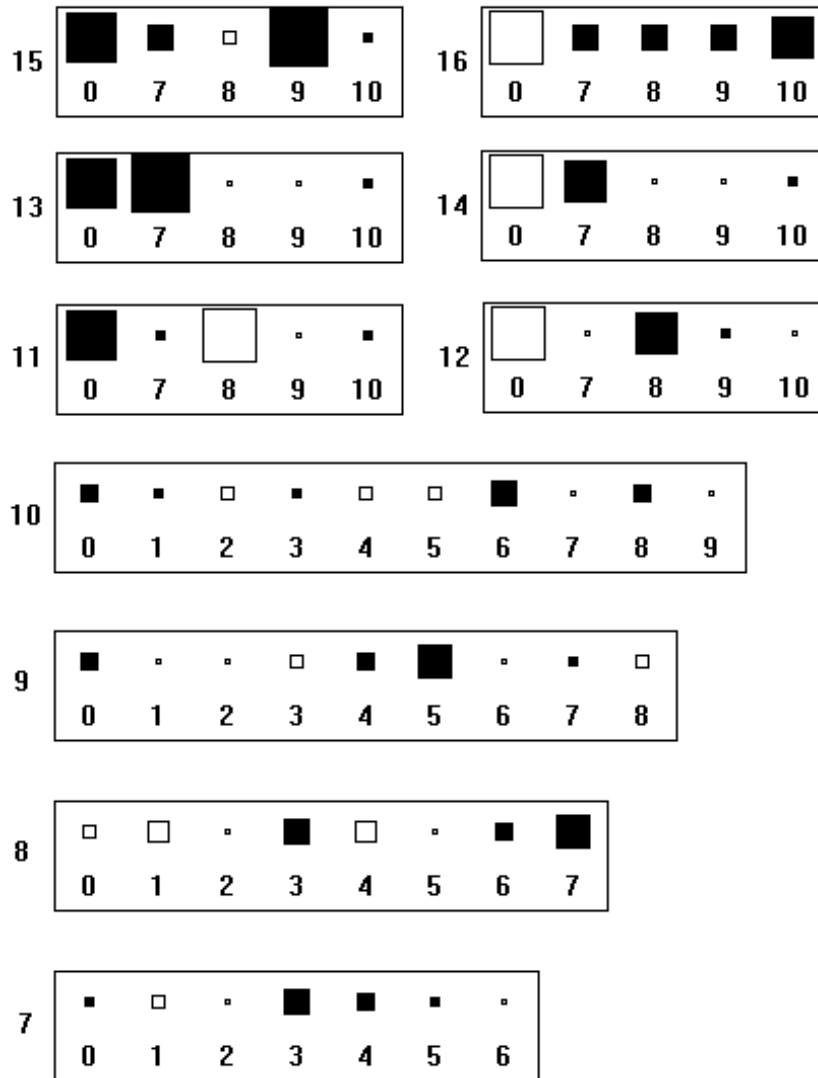 15
0 7 8 9 10
16
0 7 8 9 10
13
0 7 8 9 10
14
0 7 8 9 10
11
0 7 8 9 10
12
0 7 8 9 10
10
0 1 2 3 4 5 6 7 8 9
9
0 1 2 3 4 5 6 7 8
8
0 1 2 3 4 5 6 7
7
0 1 2 3 4 5 6